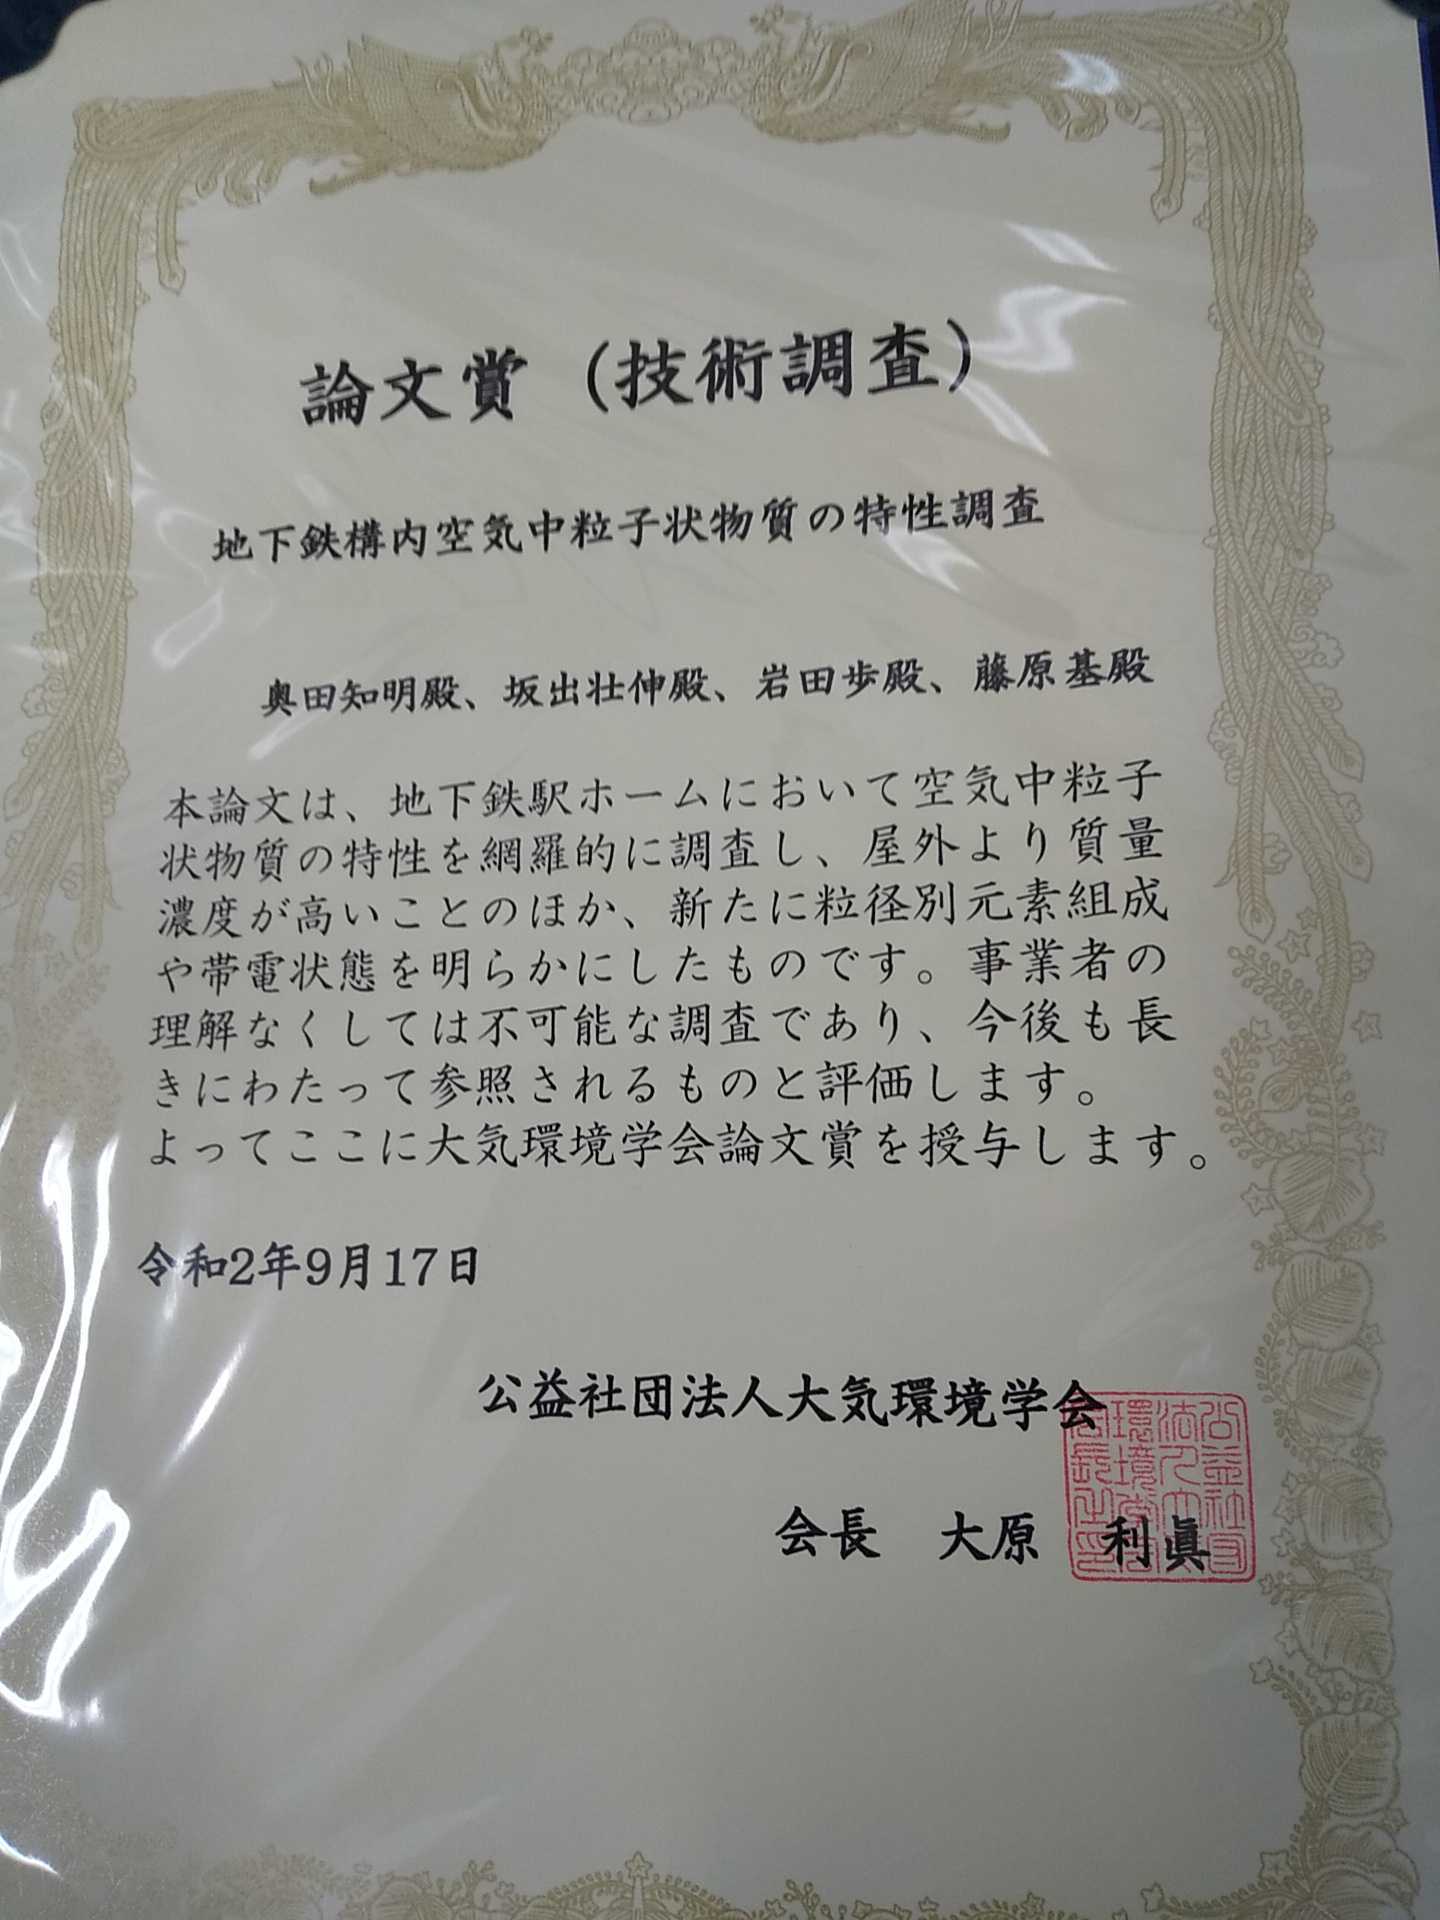 論文賞（技術調査）
地下鉄構内空気中粒子状物質の特性調査
奥田知明殿、坂出壮伸殿、岩田歩殿、藤原基殿
本論文は、地下鉄駅ホームにおいて空気中粒子
状物質の特性を網羅的に調査し、屋外より質量
濃度が高いことのほか、新たに粒径別元素組成
や帯電状態を明らかにしたものです。事業者の
理解なくしては不可能な調査であり、今後も長
きにわたって参照されるものと評価します。
よってここに大気環境学会論文賞を授与します。
令和2年9月17日
公益社団法人大気環境学会
会長　大原　利眞